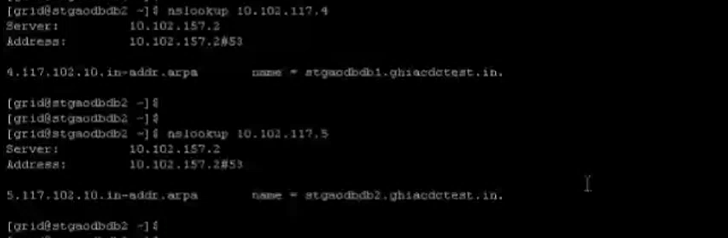 [grid@stgaodbdb2 ~]$ nslookup 10.102.117.4
Server: 10.102.157.2
Address: 10.102.157.2#53
4.117.102.10.in-addr.arpa name = stgaodbdb1.ghiacdctest.in.
[grid@stgaodbdb2 ~]$
[grid@stgaodbdb2 ~]$
[grid@stgaodbdb2 ~]$ nslookup 10.102.117.5
Server: 10.102.157.2
Address: 10.102.157.2#53
5.117.102.10.in-addr.arpa name = stgaodbdb2.ghiacdctest.in.
[grid@stgaodbdb2 ~]$